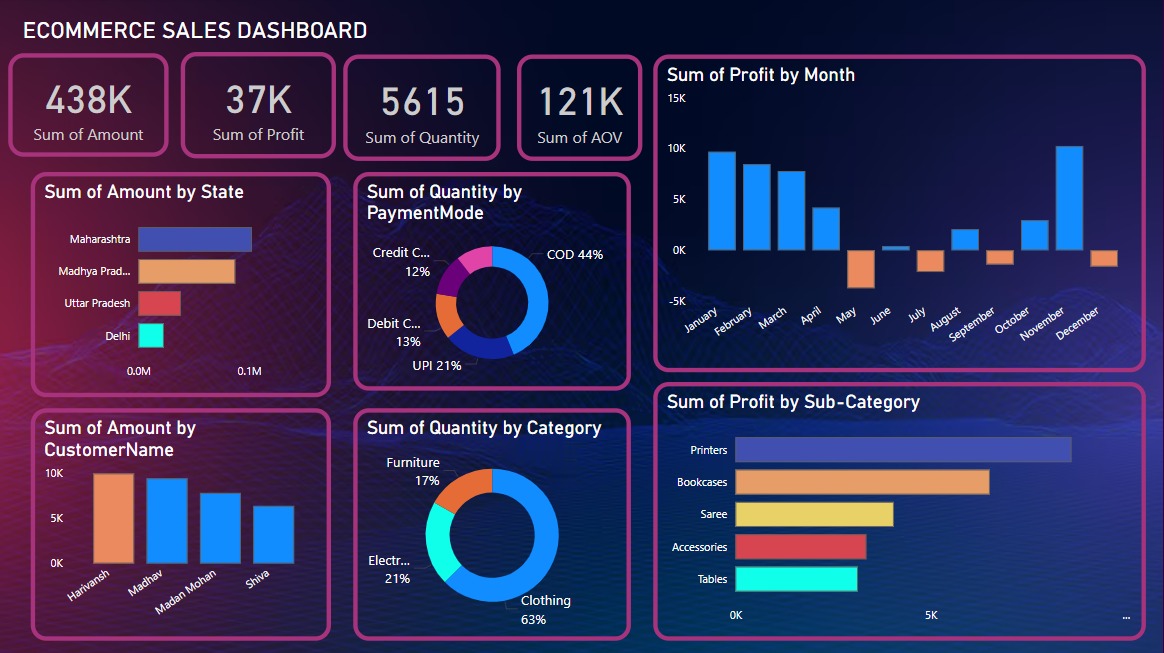 ECOMMERCE SALES DASHBOARD
438K
Sum of Amount
37K
Sum of Profit
5615
Sum of Quantity
121K
Sum of AOV
Sum of Profit by Month
15K
10K
5K
0K
-5K
January
February
March
April
May
June
July
August
September
October
November
December
Sum of Amount by State
Maharashtra
Madhya Prad...
Uttar Pradesh
Delhi
0.0M
0.1M
Sum of Quantity by
PaymentMode
Credit C...
12%
COD 44%
Debit C...
13%
UPI 21%
Sum of Profit by Sub-Category
Printers
Bookcases
Saree
Accessories
Tables
0K
5K
...
Sum of Amount by
CustomerName
10K
5K
0K
Harivansh
Madhav
Madan Mohan
Shiva
Sum of Quantity by Category
Furniture
17%
Electr...
21%
Clothing
63%